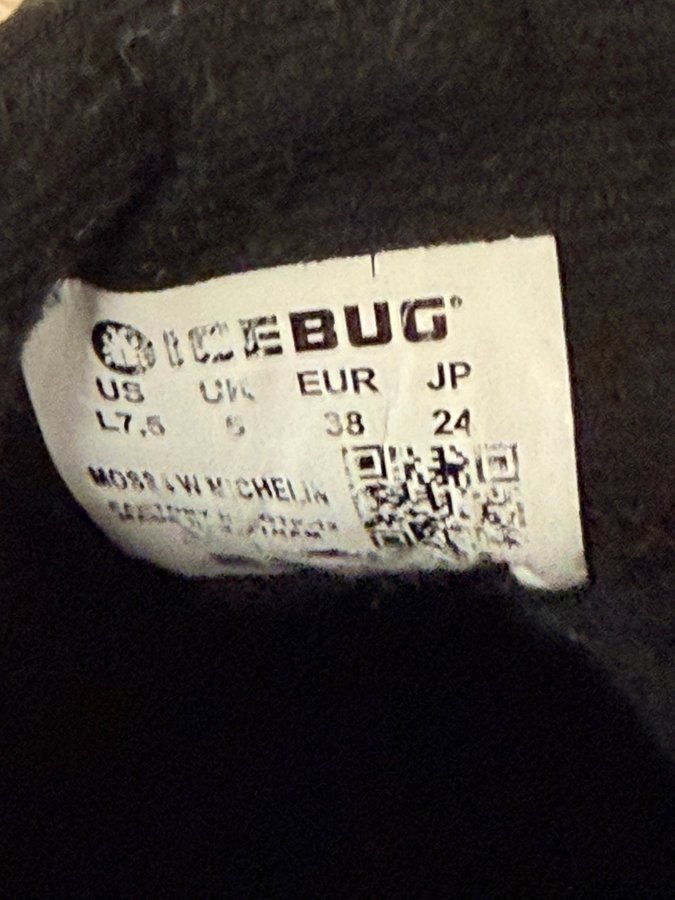 ICEBUG
US UK EUR JP
L7,5 5 38 24
W MICHELIN